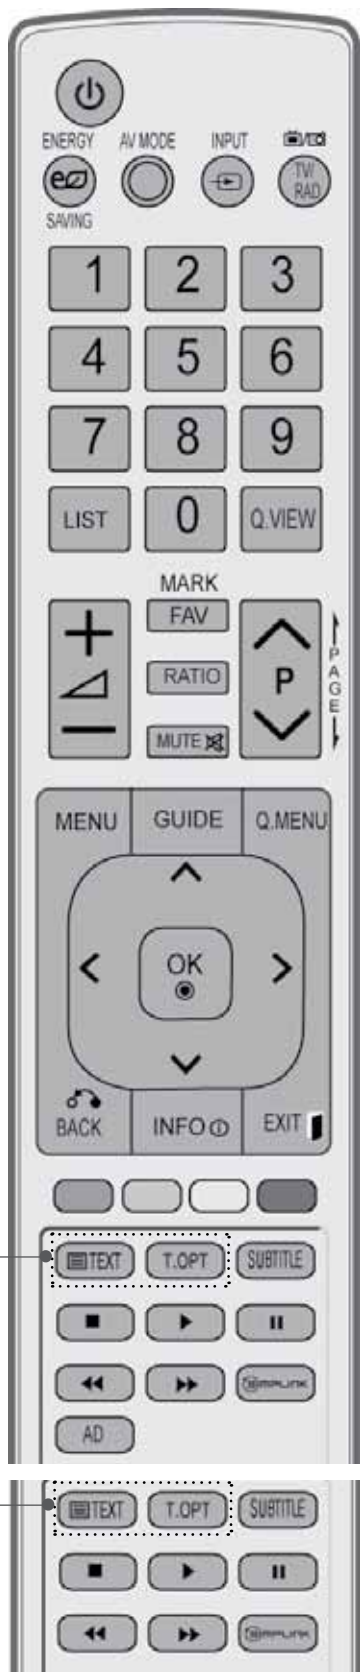 ENERGY AV MODE INPUT
TV/
RAD
SAVING
1 2 3
4 5 6
7 8 9
LIST 0 Q.VIEW
MARK
FAV
RATIO
P
PAGE
MUTE
MENU GUIDE Q.MENU
OK
BACK INFO EXIT
TEXT T.OPT SUBTITLE
SIMPLINK
AD
TEXT T.OPT SUBTITLE
SIMPLINK